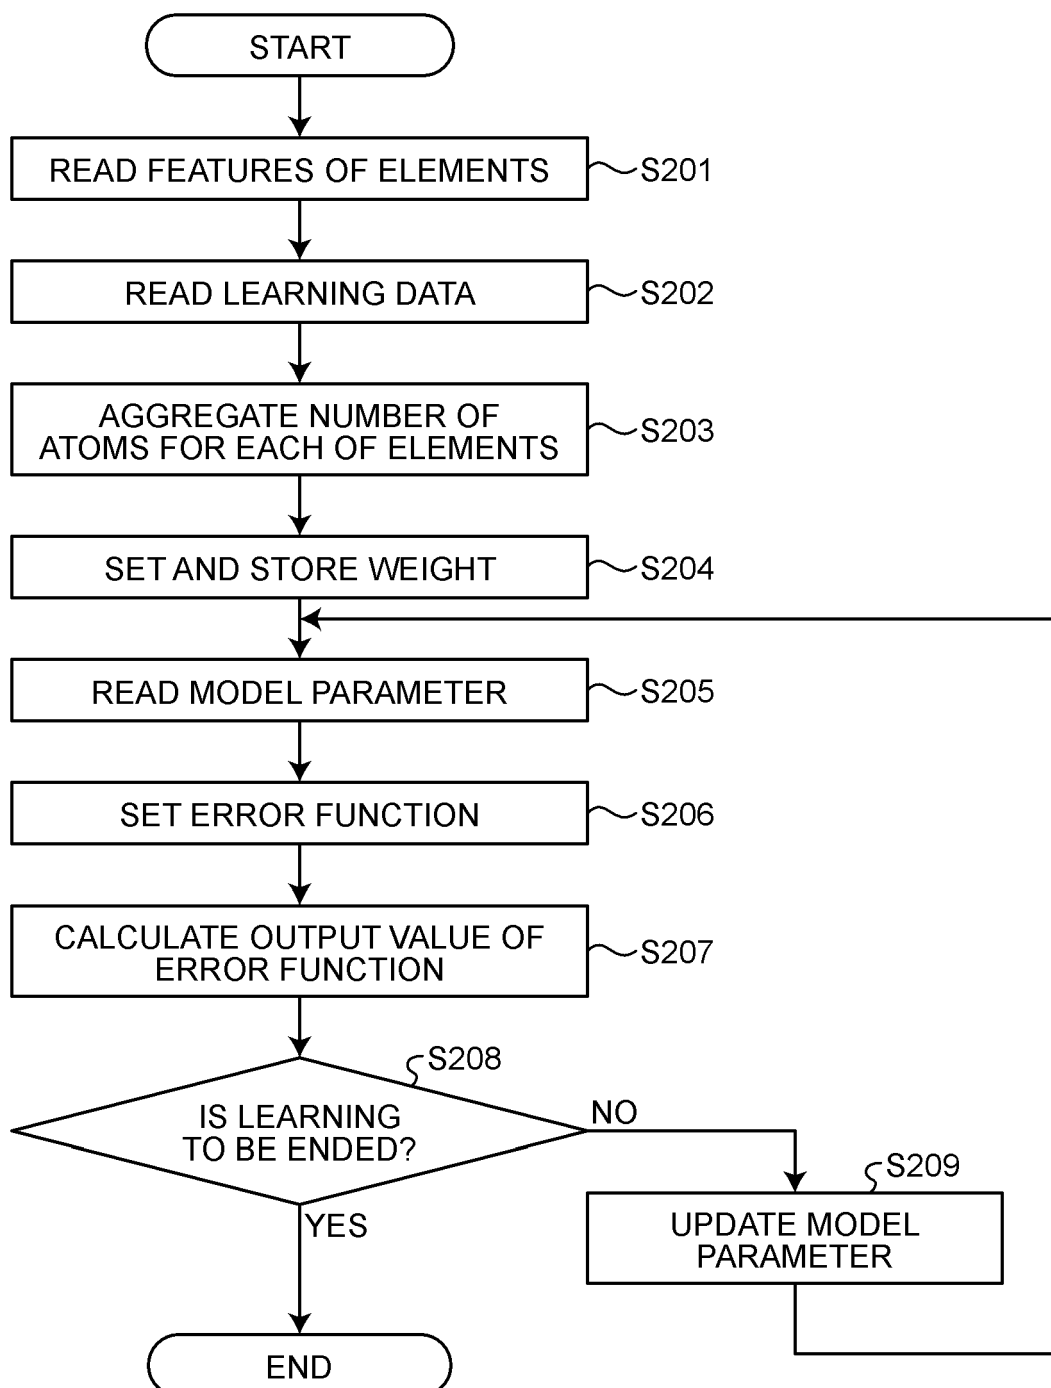 START
READ FEATURES OF ELEMENTS
S201
READ LEARNING DATA
S202
AGGREGATE NUMBER OF
ATOMS FOR EACH OF ELEMENTS
S203
SET AND STORE WEIGHT
S204
READ MODEL PARAMETER
S205
SET ERROR FUNCTION
S206
CALCULATE OUTPUT VALUE OF
ERROR FUNCTION
S207
S208
IS LEARNING
TO BE ENDED?
NO
S209
UPDATE MODEL
PARAMETER
YES
END